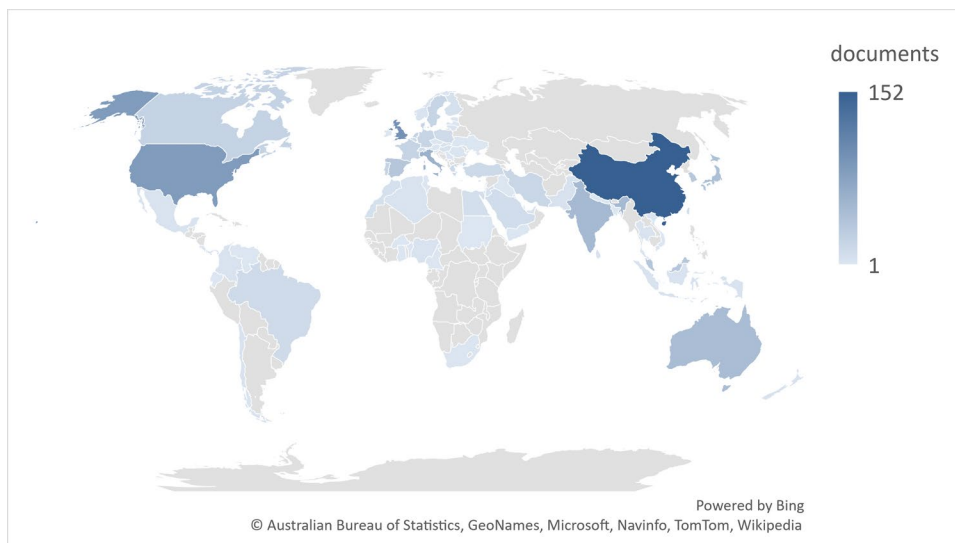 documents
152
1
Powered by Bing
© Australian Bureau of Statistics, GeoNames, Microsoft, Navinfo, TomTom, Wikipedia